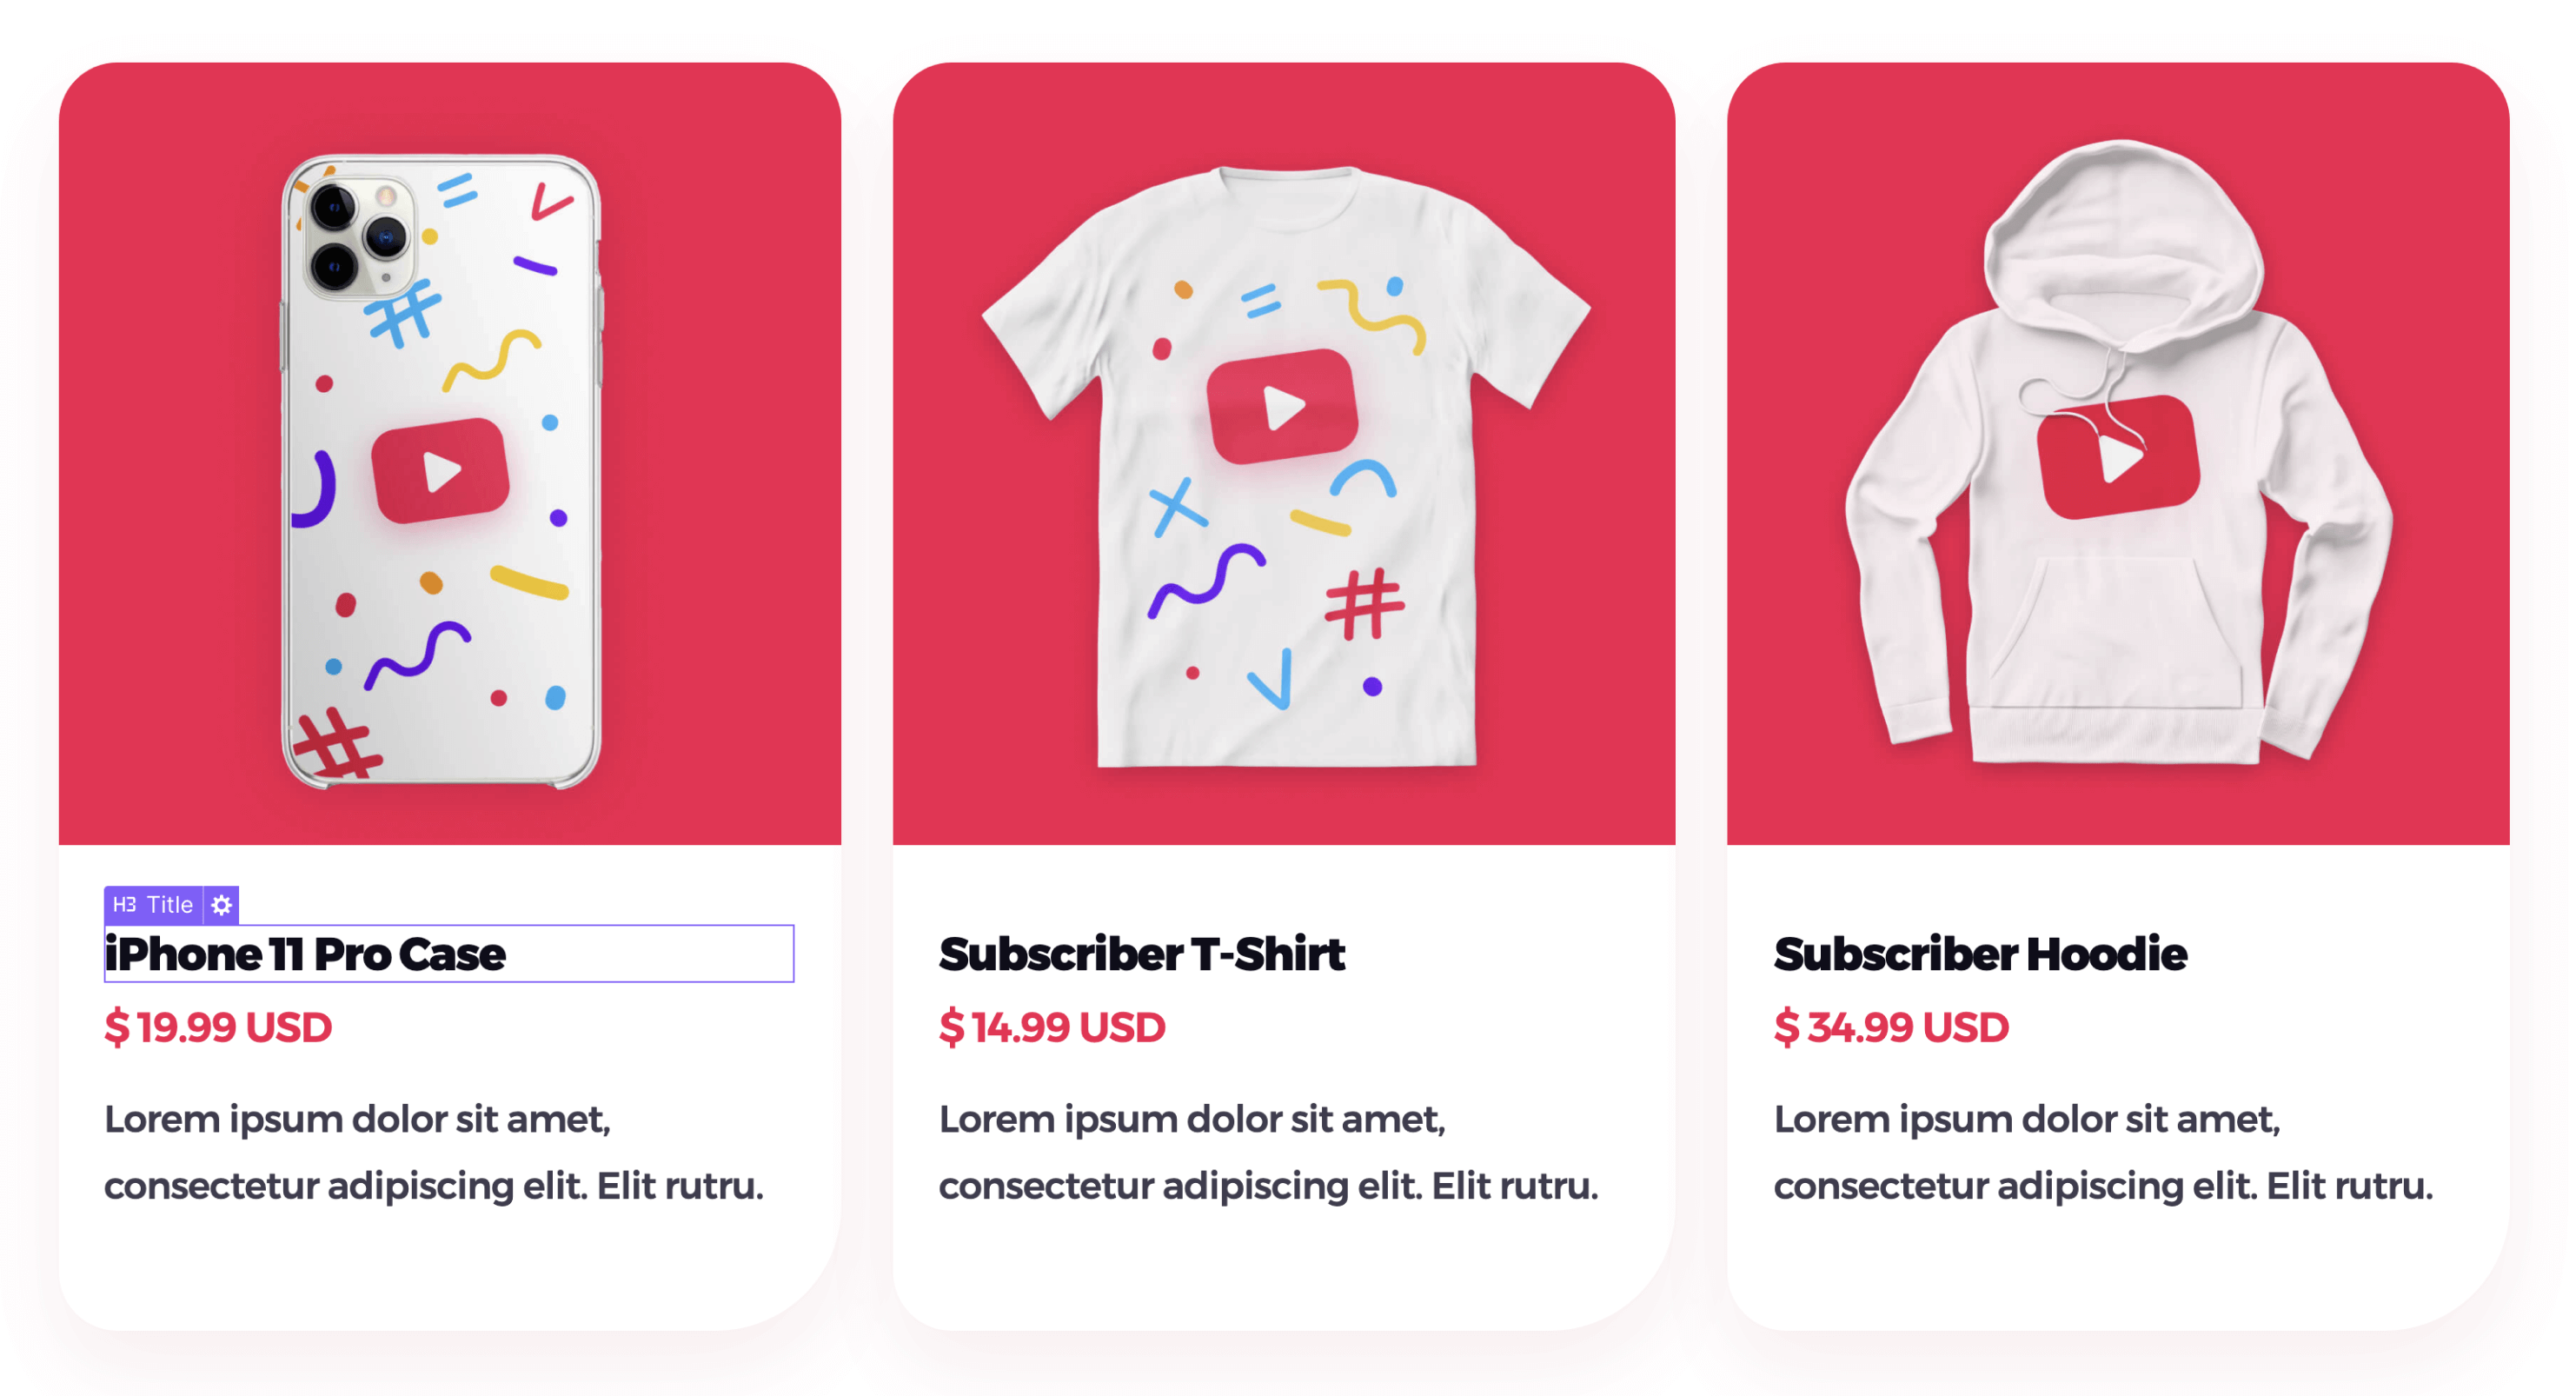 H3 Title
iPhone 11 Pro Case
$ 19.99 USD
Lorem ipsum dolor sit amet,
consectetur adipiscing elit. Elit rutru.
Subscriber T-Shirt
$ 14.99 USD
Lorem ipsum dolor sit amet,
consectetur adipiscing elit. Elit rutru.
Subscriber Hoodie
$ 34.99 USD
Lorem ipsum dolor sit amet,
consectetur adipiscing elit. Elit rutru.